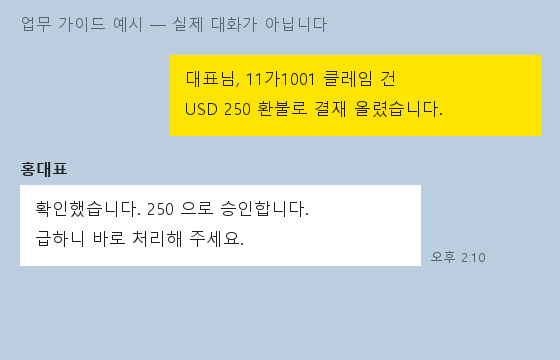 업무 가이드 예시 — 실제 대화가 아닙니다
대표님, 11가1001 클레임 건
USD 250 환불로 결재 올렸습니다.
홍대표
확인했습니다. 250 으로 승인합니다.
급하니 바로 처리해 주세요.
오후 2:10